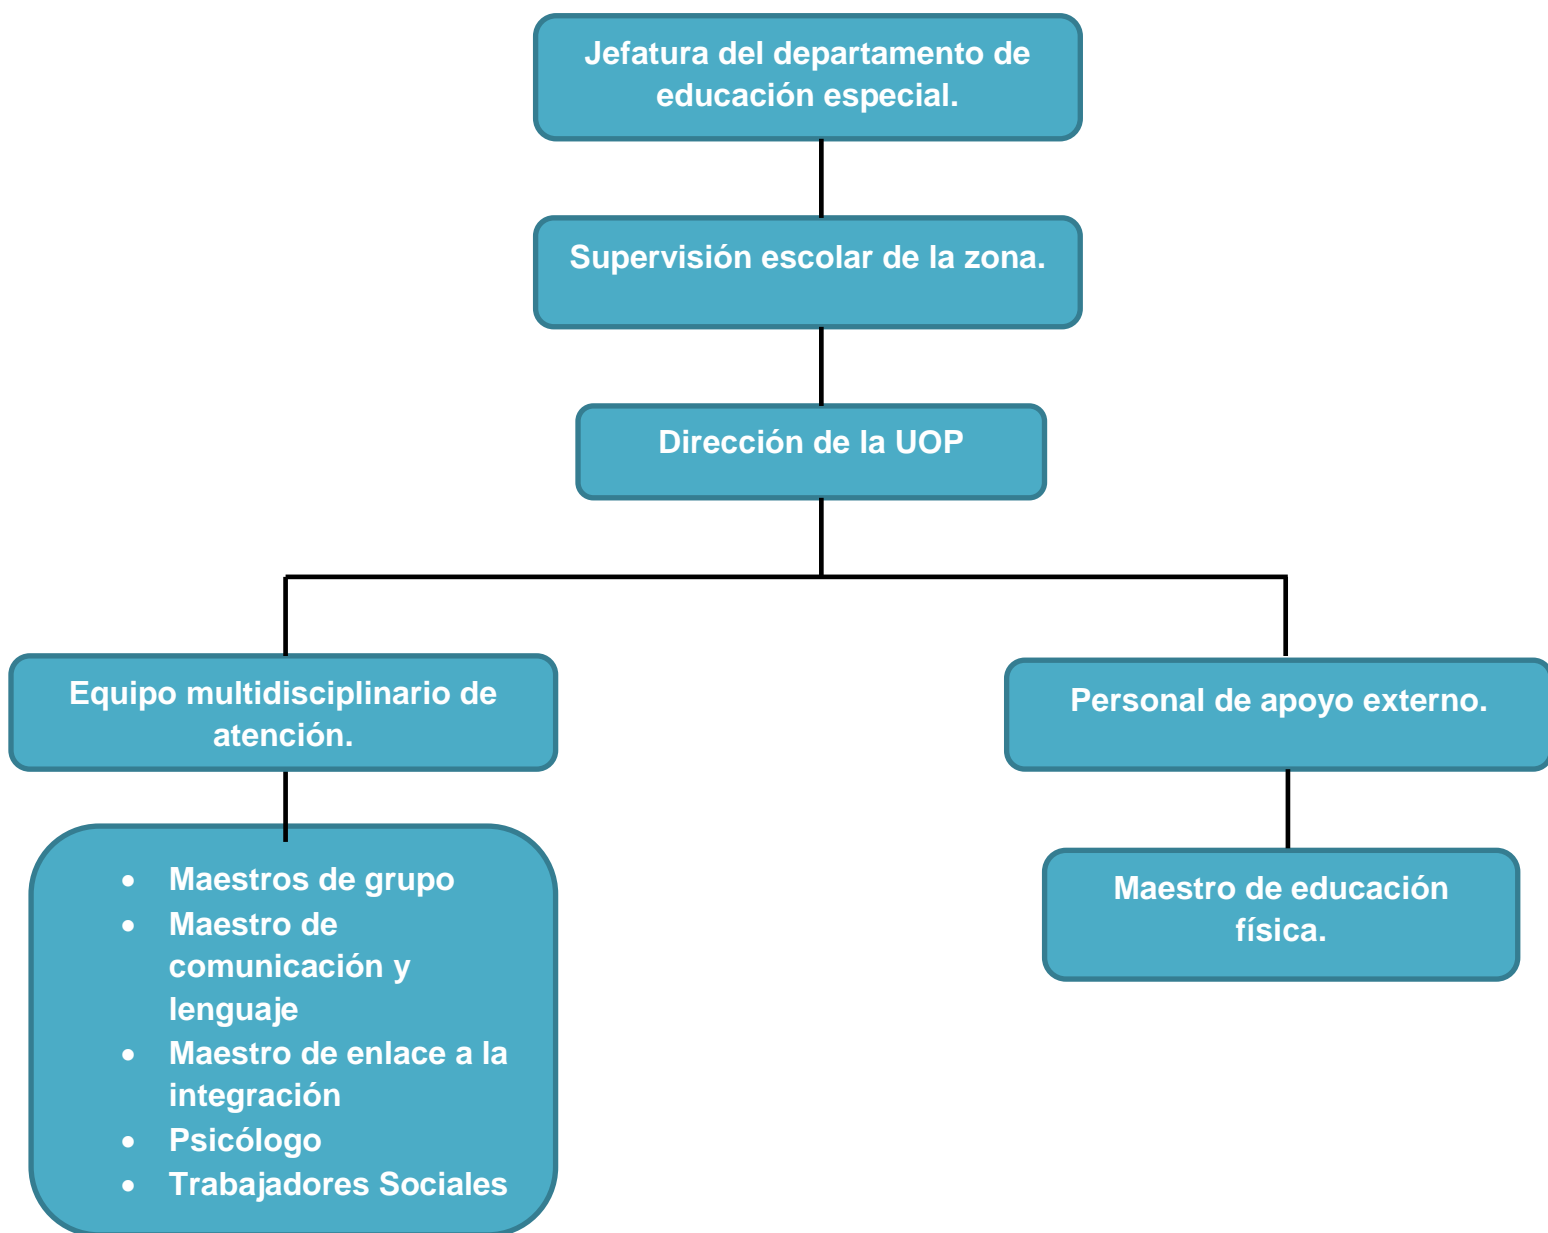 Jefatura del departamento de
educación especial.
Supervisión escolar de la zona.
Dirección de la UOP
Equipo multidisciplinario de
atención.
Personal de apoyo externo.
• Maestros de grupo
• Maestro de
comunicación y
lenguaje
• Maestro de enlace a la
integración
• Psicólogo
• Trabajadores Sociales
Maestro de educación
física.